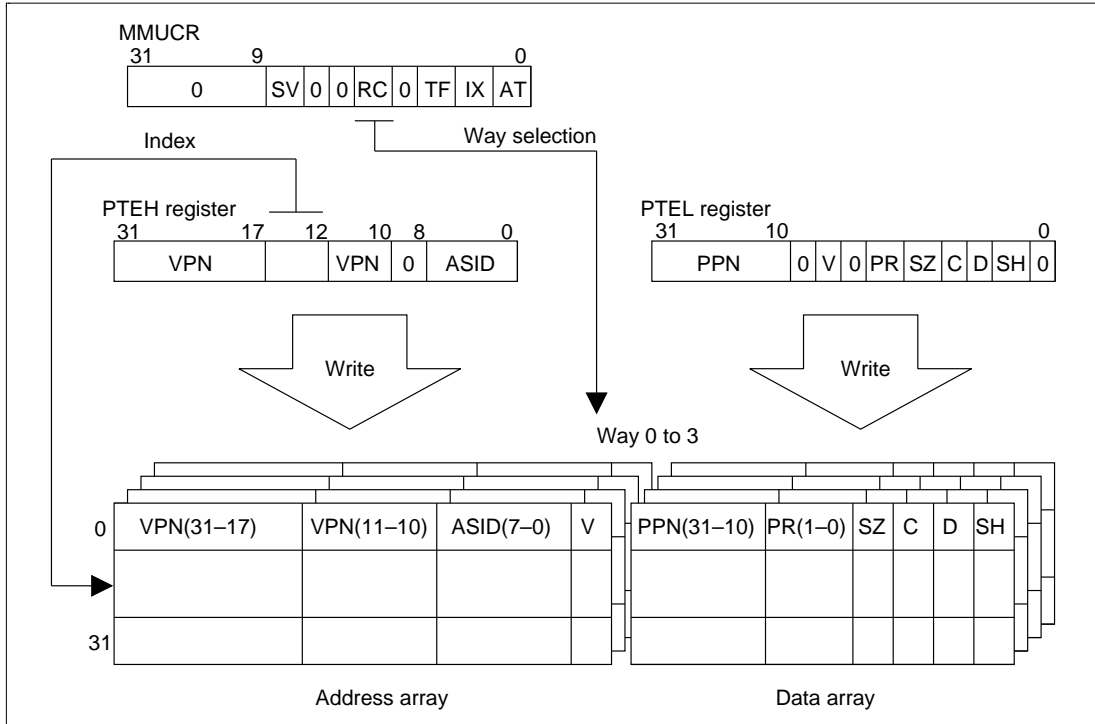 MMUCR
31 9 0
0 SV 0 0 RC 0 TF IX AT
Index
Way selection
PTEH register
31 17 12 10 8 0
VPN VPN 0 ASID
PTEL register
31 10 0
PPN 0 V 0 PR SZ C D SH 0
Write
Write
Way 0 to 3
0 VPN(31–17) VPN(11–10) ASID(7–0) V PPN(31–10) PR(1–0) SZ C D SH
31
Address array
Data array